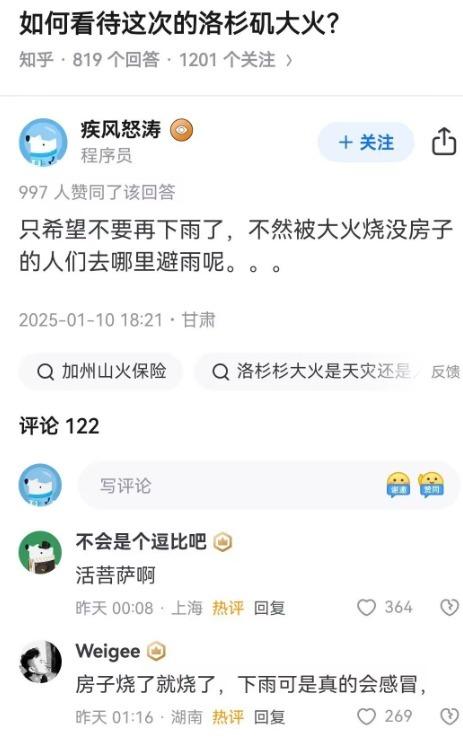 如何看待这次的洛杉矶大火？
知乎 · 819 个回答 · 1201 个关注 >
疾风怒涛
程序员
+ 关注
997 人赞同了该回答
只希望不要再下雨了，不然被大火烧没房子
的人们去哪里避雨呢。。。
2025-01-10 18:21 · 甘肃
加州山火保险
洛杉杉大火是天灾还是
反馈
评论 122
写评论
谢邀
赞同
不会是个逗比吧
活菩萨啊
昨天 00:08 · 上海 热评 回复
364
Weigee
房子烧了就烧了，下雨可是真的会感冒，
昨天 01:16 · 湖南 热评 回复
269